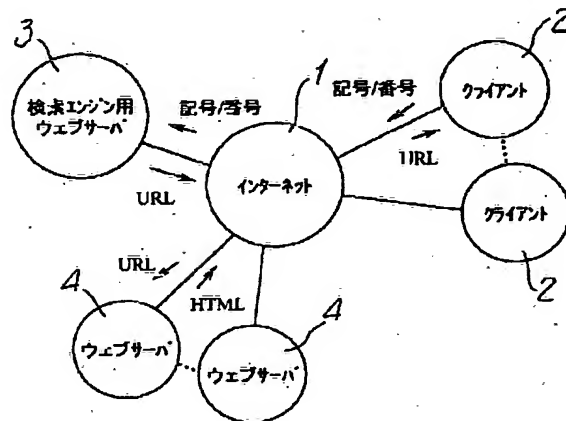 3
検索エンジン用
ウェブサーバ
記号/番号
URL
1
インターネット
記号/番号
URL
2
クライアント
クライアント
2
URL
HTML
4
ウェブサーバ
4
ウェブサーバ